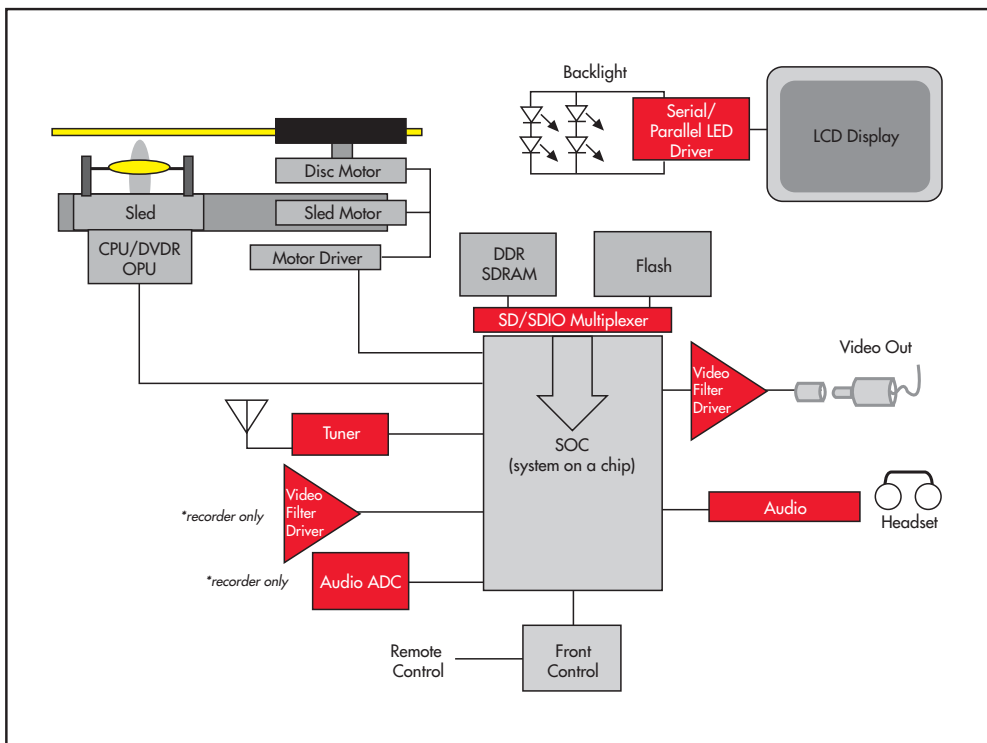 Backlight
Serial/
Parallel LED
Driver
LCD Display
Disc Motor
Sled
Sled Motor
CPU/DVDR
OPU
Motor Driver
DDR
SDRAM
Flash
SD/SDIO Multiplexer
Video Out
Video
Filter
Driver
Tuner
SOC
(system on a chip)
*recorder only
Video
Filter
Driver
Audio
Headset
*recorder only
Audio ADC
Remote
Control
Front
Control